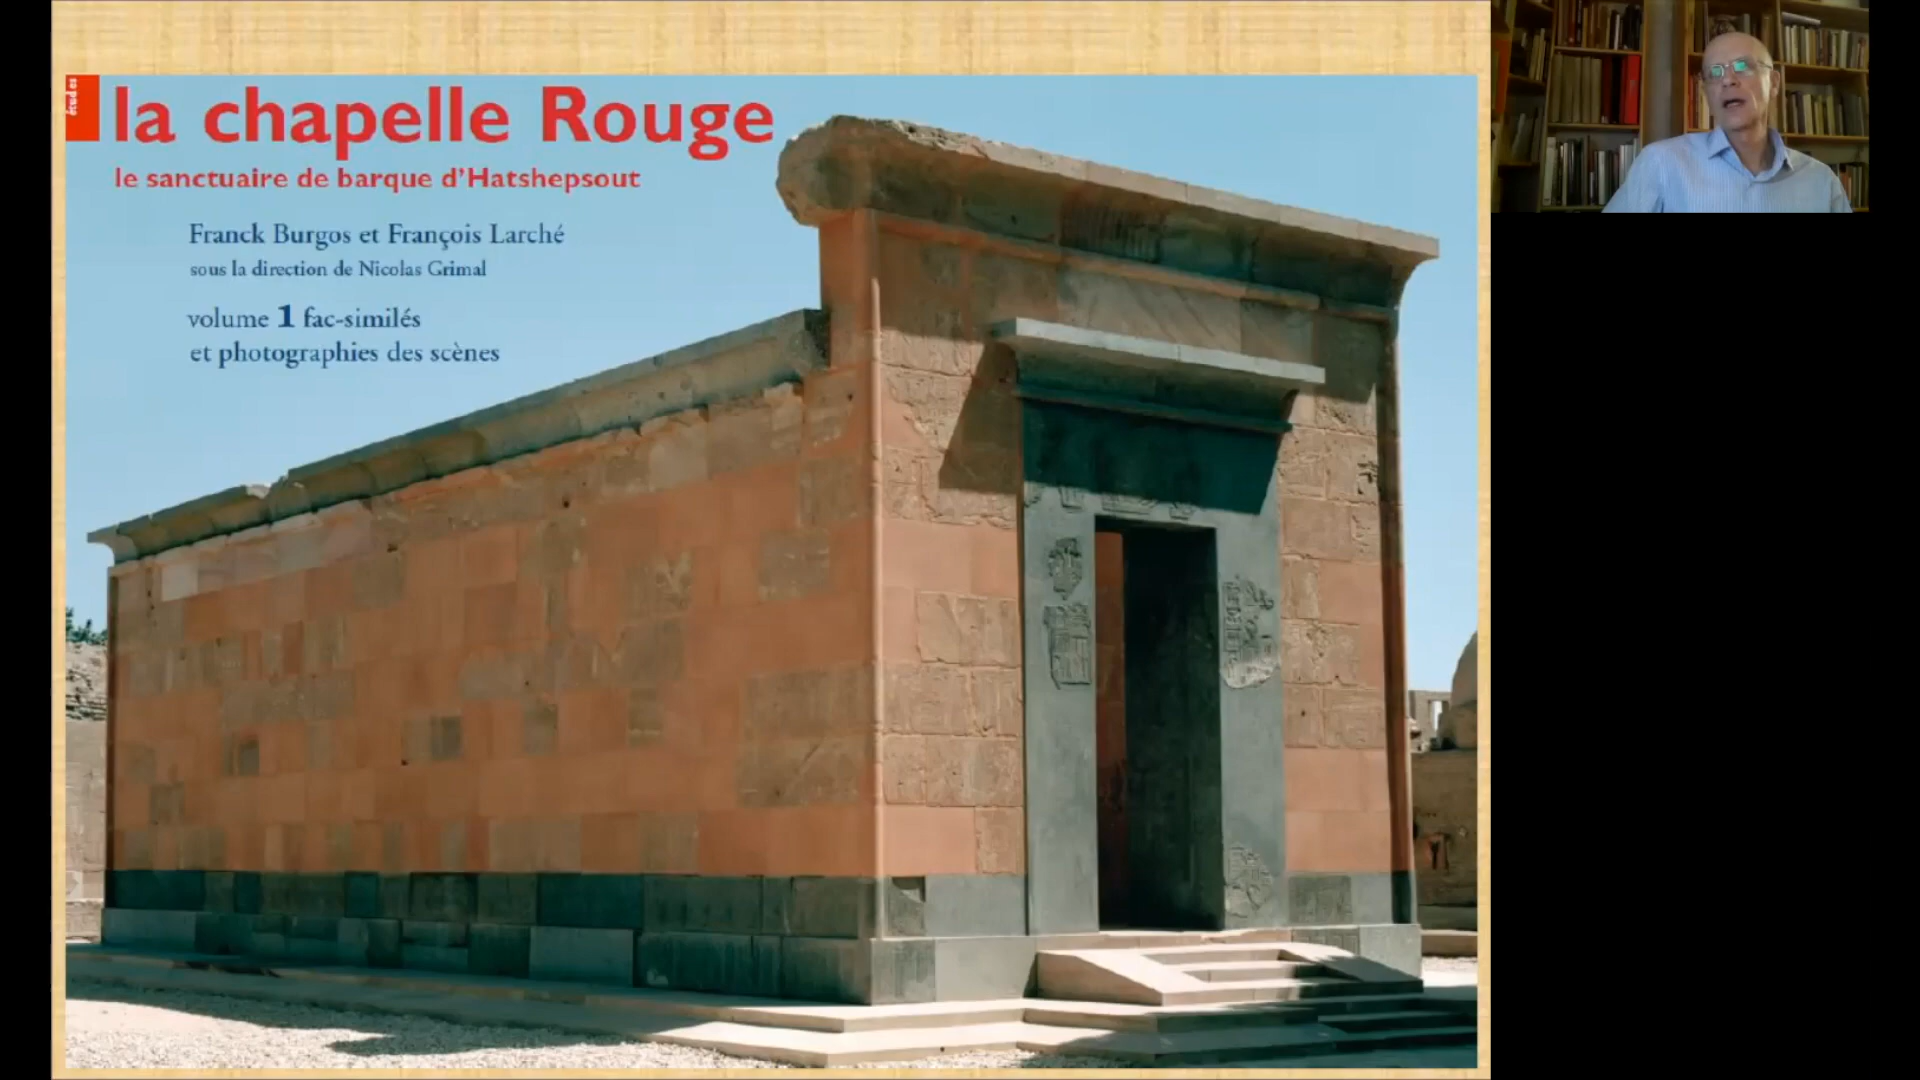 études
la chapelle Rouge
le sanctuaire de barque d'Hatshepsout
Franck Burgos et François Larché
sous la direction de Nicolas Grimal
volume 1 fac-similés
et photographies des scènes